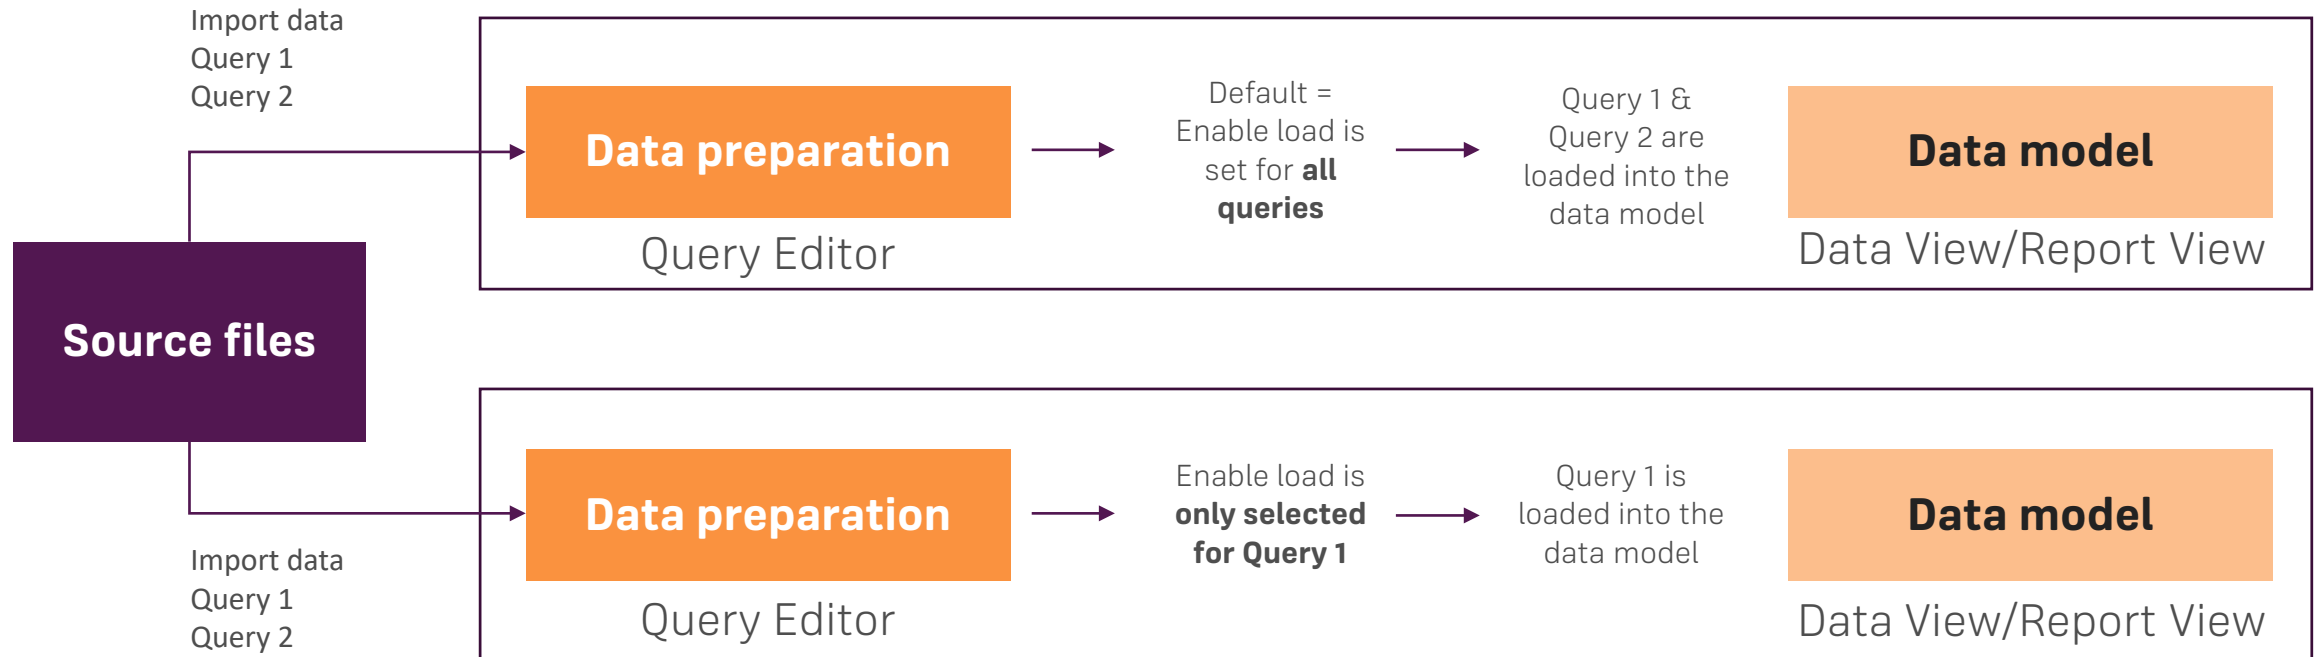 Import data
Query 1
Query 2
Data preparation
Query Editor
Default =
Enable load is
set for all
queries
Query 1 &
Query 2 are
loaded into the
data model
Data model
Data View/Report View
Source files
Import data
Query 1
Query 2
Data preparation
Query Editor
Enable load is
only selected
for Query 1
Query 1 is
loaded into the
data model
Data model
Data View/Report View